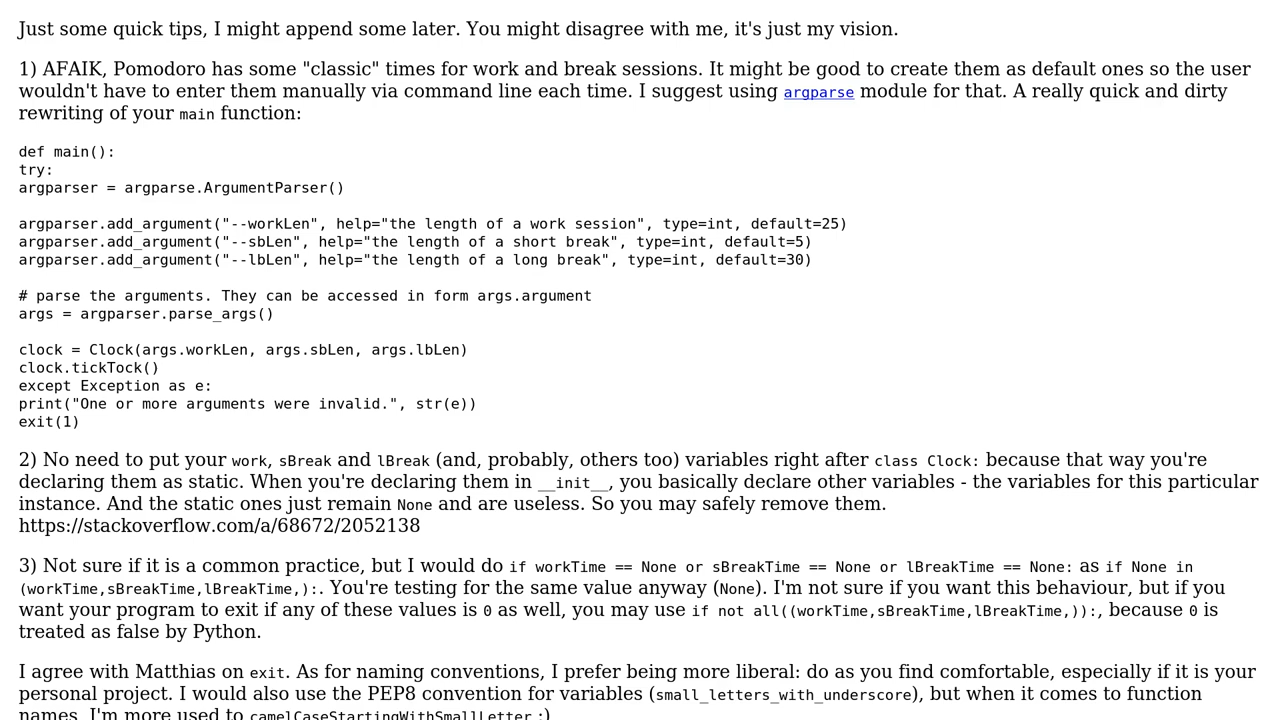 Just some quick tips, I might append some later. You might disagree with me, it's just my vision.
1) AFAIK, Pomodoro has some "classic" times for work and break sessions. It might be good to create them as default ones so the user
wouldn't have to enter them manually via command line each time. I suggest using argparse module for that. A really quick and dirty
rewriting of your main function:
def main():
try:
argparser = argparse.ArgumentParser()
argparser.add_argument("--workLen", help="the length of a work session", type=int, default=25)
argparser.add_argument("--sbLen", help="the length of a short break", type=int, default=5)
argparser.add_argument("--lbLen", help="the length of a long break", type=int, default=30)
# parse the arguments. They can be accessed in form args.argument
args = argparser.parse_args()
clock = Clock(args.workLen, args.sbLen, args.lbLen)
clock.tickTock()
except Exception as e:
print("One or more arguments were invalid.", str(e))
exit(1)
2) No need to put your work, sBreak and lBreak (and, probably, others too) variables right after class Clock: because that way you're
declaring them as static. When you're declaring them in __init__, you basically declare other variables - the variables for this particular
instance. And the static ones just remain None and are useless. So you may safely remove them.
https://stackoverflow.com/a/68672/2052138
3) Not sure if it is a common practice, but I would do if workTime == None or sBreakTime == None or lBreakTime == None: as if None in
(workTime,sBreakTime,lBreakTime,):. You're testing for the same value anyway (None). I'm not sure if you want this behaviour, but if you
want your program to exit if any of these values is 0 as well, you may use if not all((workTime,sBreakTime,lBreakTime,)):, because 0 is
treated as false by Python.
I agree with Matthias on exit. As for naming conventions, I prefer being more liberal: do as you find comfortable, especially if it is your
personal project. I would also use the PEP8 convention for variables (small_letters_with_underscore), but when it comes to function
names, I'm more used to camelCaseStartingWithSmallLetter :)